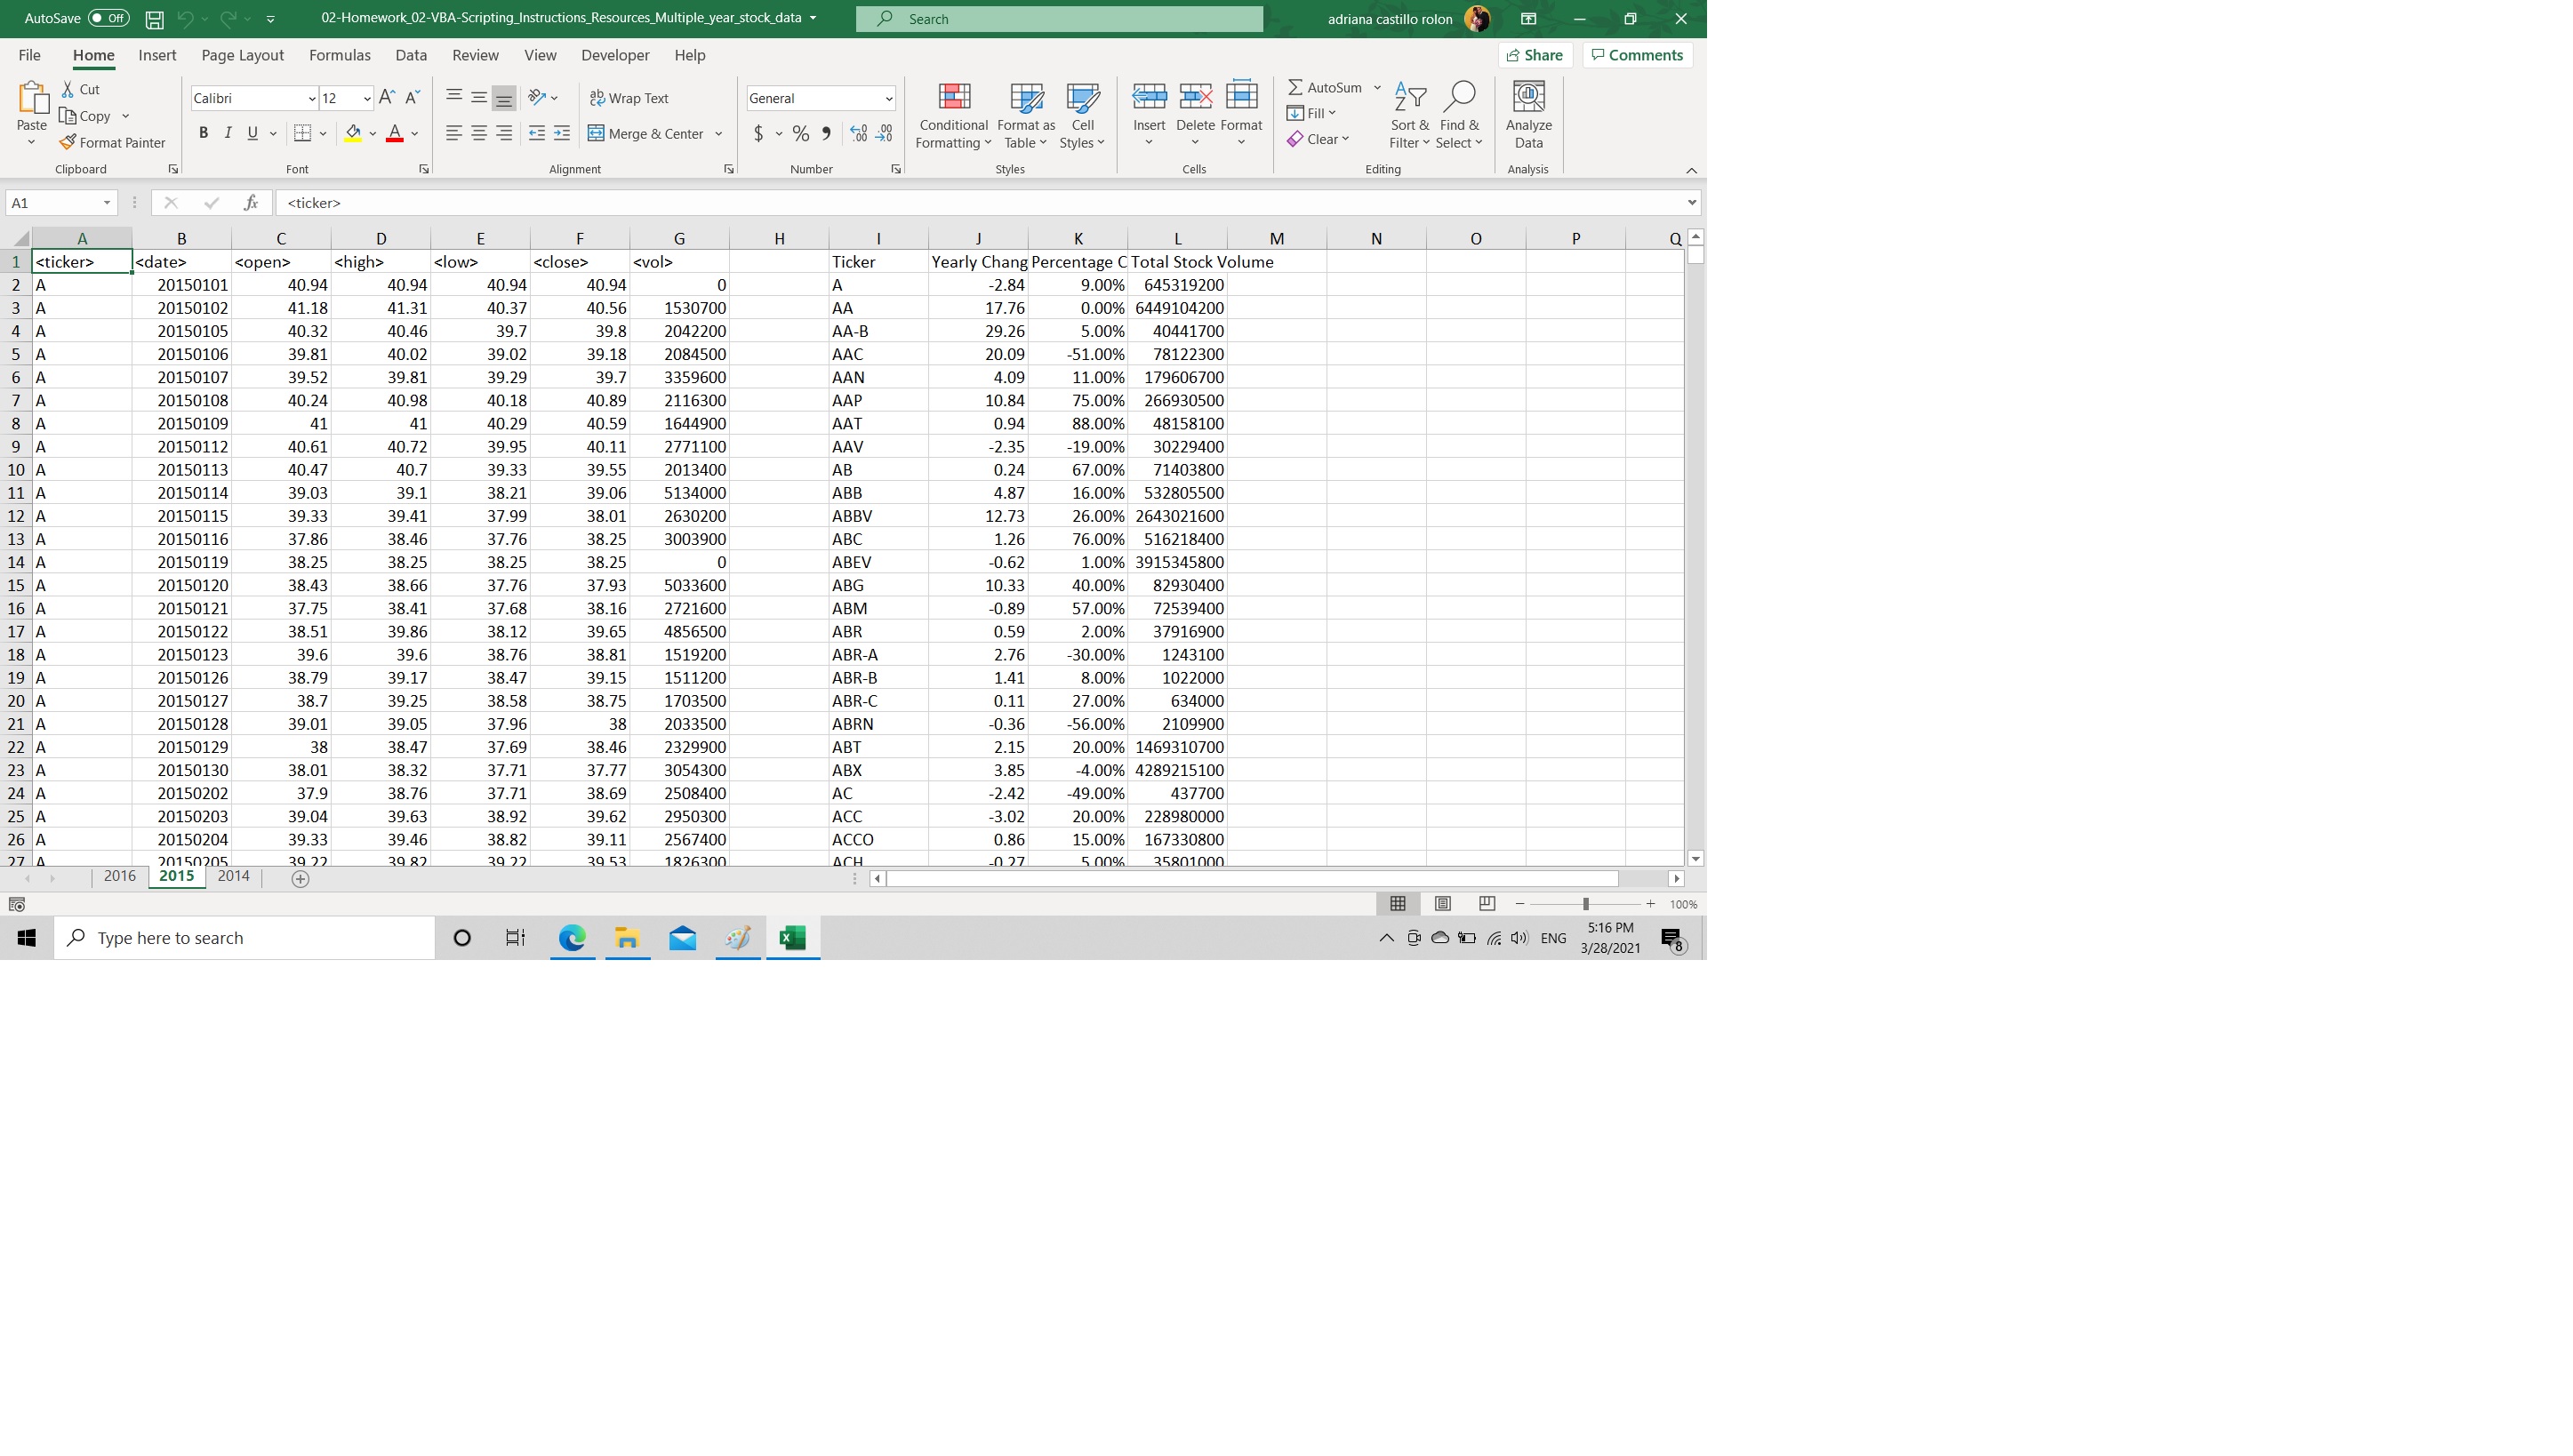 AutoSave Off 02-Homework_02-VBA-Scripting_Instructions_Resources_Multiple_year_stock_data Search adriana castillo rolon
File Home Insert Page Layout Formulas Data Review View Developer Help Share Comments
Paste Cut Copy Format Painter Clipboard
Calibri 12 B I U Font
Wrap Text Merge & Center Alignment
General $ % Number
Conditional Formatting Format as Table Cell Styles Styles
Insert Delete Format Cells
AutoSum Fill Clear Sort & Filter Find & Select Editing
Analyze Data Analysis
A1 fx <ticker>
A B C D E F G H I J K L M N O P Q
1 <ticker> <date> <open> <high> <low> <close> <vol> Ticker Yearly Chang Percentage C Total Stock Volume
2 A 20150101 40.94 40.94 40.94 40.94 0 A -2.84 9.00% 645319200
3 A 20150102 41.18 41.31 40.37 40.56 1530700 AA 17.76 0.00% 6449104200
4 A 20150105 40.32 40.46 39.7 39.8 2042200 AA-B 29.26 5.00% 40441700
5 A 20150106 39.81 40.02 39.02 39.18 2084500 AAC 20.09 -51.00% 78122300
6 A 20150107 39.52 39.81 39.29 39.7 3359600 AAN 4.09 11.00% 179606700
7 A 20150108 40.24 40.98 40.18 40.89 2116300 AAP 10.84 75.00% 266930500
8 A 20150109 41 41 40.29 40.59 1644900 AAT 0.94 88.00% 48158100
9 A 20150112 40.61 40.72 39.95 40.11 2771100 AAV -2.35 -19.00% 30229400
10 A 20150113 40.47 40.7 39.33 39.55 2013400 AB 0.24 67.00% 71403800
11 A 20150114 39.03 39.1 38.21 39.06 5134000 ABB 4.87 16.00% 532805500
12 A 20150115 39.33 39.41 37.99 38.01 2630200 ABBV 12.73 26.00% 2643021600
13 A 20150116 37.86 38.46 37.76 38.25 3003900 ABC 1.26 76.00% 516218400
14 A 20150119 38.25 38.25 38.25 38.25 0 ABEV -0.62 1.00% 3915345800
15 A 20150120 38.43 38.66 37.76 37.93 5033600 ABG 10.33 40.00% 82930400
16 A 20150121 37.75 38.41 37.68 38.16 2721600 ABM -0.89 57.00% 72539400
17 A 20150122 38.51 39.86 38.12 39.65 4856500 ABR 0.59 2.00% 37916900
18 A 20150123 39.6 39.6 38.76 38.81 1519200 ABR-A 2.76 -30.00% 1243100
19 A 20150126 38.79 39.17 38.47 39.15 1511200 ABR-B 1.41 8.00% 1022000
20 A 20150127 38.7 39.25 38.58 38.75 1703500 ABR-C 0.11 27.00% 634000
21 A 20150128 39.01 39.05 37.96 38 2033500 ABRN -0.36 -56.00% 2109900
22 A 20150129 38 38.47 37.69 38.46 2329900 ABT 2.15 20.00% 1469310700
23 A 20150130 38.01 38.32 37.71 37.77 3054300 ABX 3.85 -4.00% 4289215100
24 A 20150202 37.9 38.76 37.71 38.69 2508400 AC -2.42 -49.00% 437700
25 A 20150203 39.04 39.63 38.92 39.62 2950300 ACC -3.02 20.00% 228980000
26 A 20150204 39.33 39.46 38.82 39.11 2567400 ACCO 0.86 15.00% 167330800
27 A 20150205 39.22 39.82 39.22 39.53 1826300 ACH -0.27 5.00% 35801000
2016 2015 2014
100%
Type here to search ENG 5:16 PM 3/28/2021 8